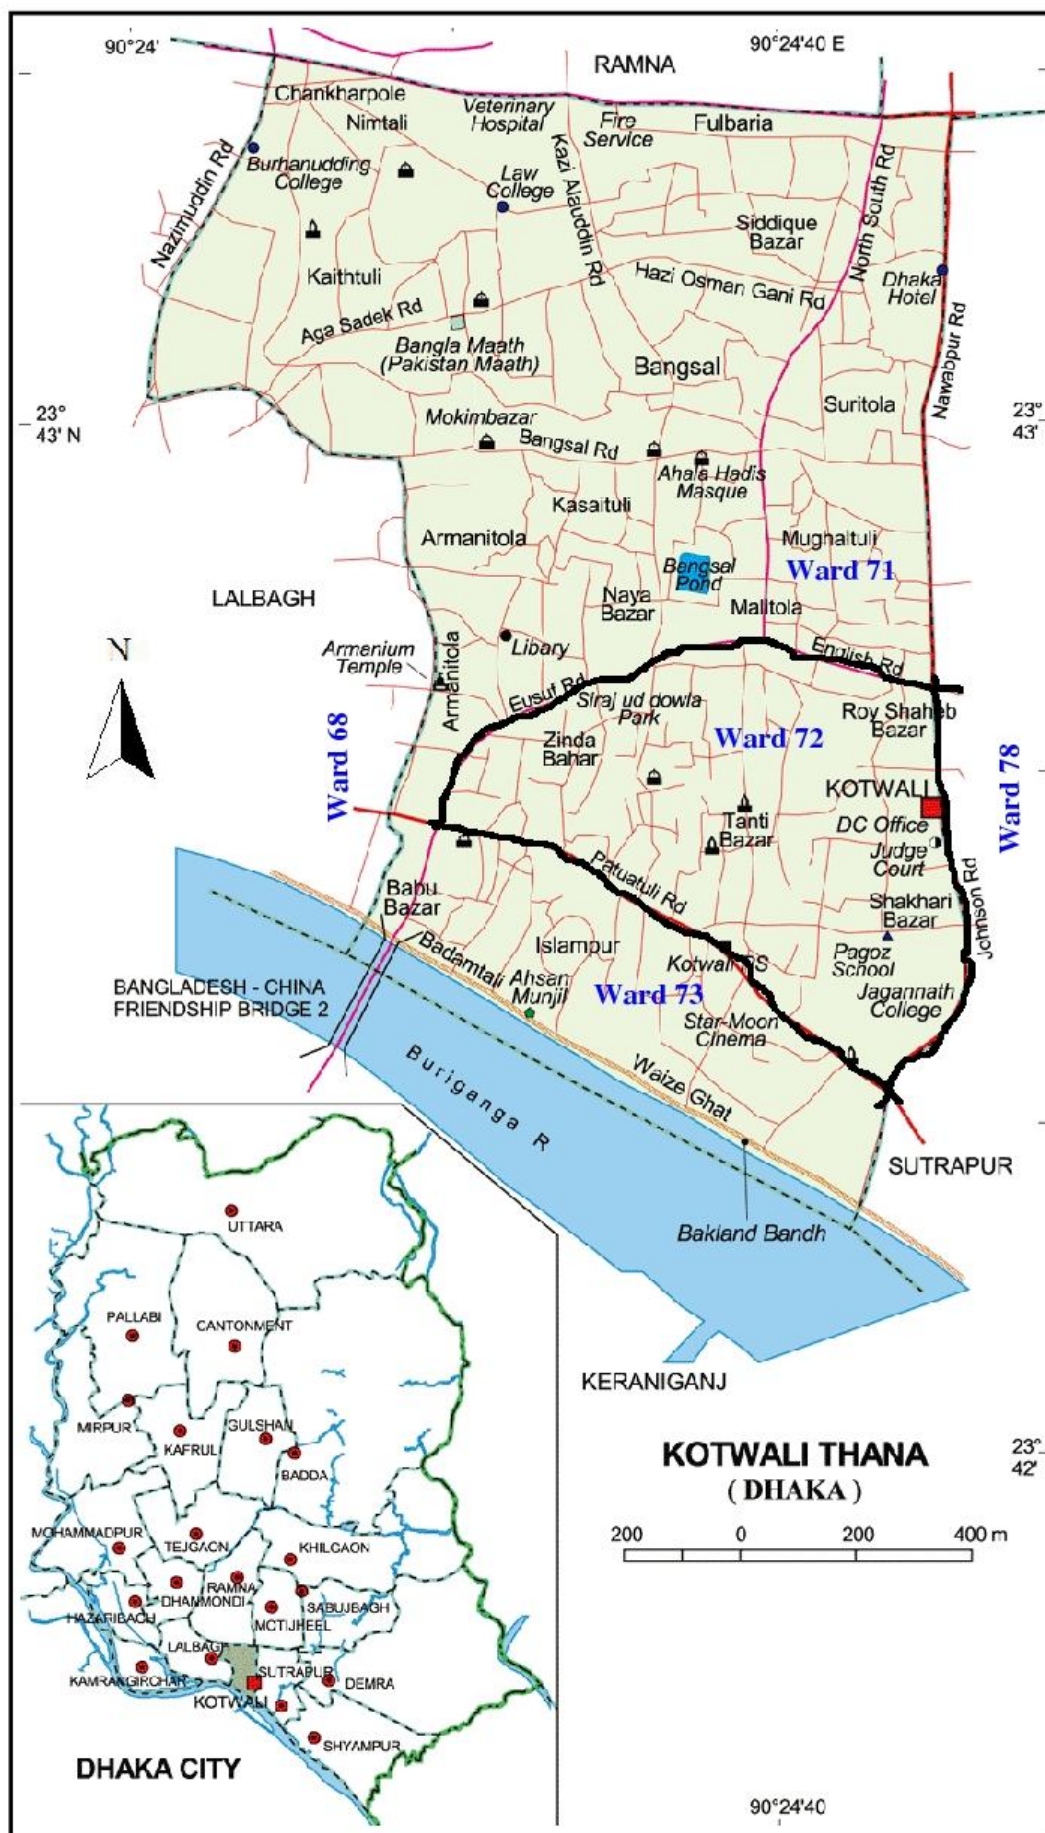 90°24'
90°24'40 E
RAMNA
Chankharpole
Nimtali
Veterinary
Hospital
Fire
Service
Fulbaria
Nazimuddin Rd
Burhanudding
College
Law
College
Kazi Alauddin Rd
North South Rd
Siddique
Bazar
Kaithtuli
Hazi Osman Gani Rd
Dhaka
Hotel
Aga Sadek Rd
Bangla Maath
(Pakistan Maath)
Bangsal
Nawabpur Rd
Suritola
23°
43' N
23°
43'
Mokimbazar
Bangsal Rd
Ahala Hadis
Masque
Kasaituli
Armanitola
Mughaltuli
Bangsal
Pond
Ward 71
LALBAGH
Naya
Bazar
Malitola
N
Armenium
Temple
Armanitola
Libary
English Rd
Eusuf Rd
Siraj ud dowla
Park
Roy Shaheb
Bazar
Zinda
Bahar
Ward 72
Ward 68
Ward 78
KOTWALI
Tanti
Bazar
DC Office
Judge
Court
Patuatuli Rd
Johnson Rd
Babu
Bazar
Shakhari
Bazar
Badamtali
Islampur
Kotwali PS
Pagoz
School
Ahsan
Munjil
Ward 73
Jagannath
College
BANGLADESH - CHINA
FRIENDSHIP BRIDGE 2
Star-Moon
Cinema
Buriganga R
Waize Ghat
SUTRAPUR
Bakland Bandh
KERANIGANJ
UTTARA
PALLABI
CANTONMENT
MIRPUR
KAFRUL
GULSHAN
BADDA
MOHAMMADPUR
TEJGAON
KHILGAON
RAMNA
DHANMONDI
HAZARIBAGH
MOTIJHEEL
SABUJBAGH
LALBAGH
KAMRANGIRCHAR
SUTRAPUR
DEMRA
KOTWALI
SHYAMPUR
DHAKA CITY
KOTWALI THANA
( DHAKA )
23°
42'
200 0 200 400 m
90°24'40